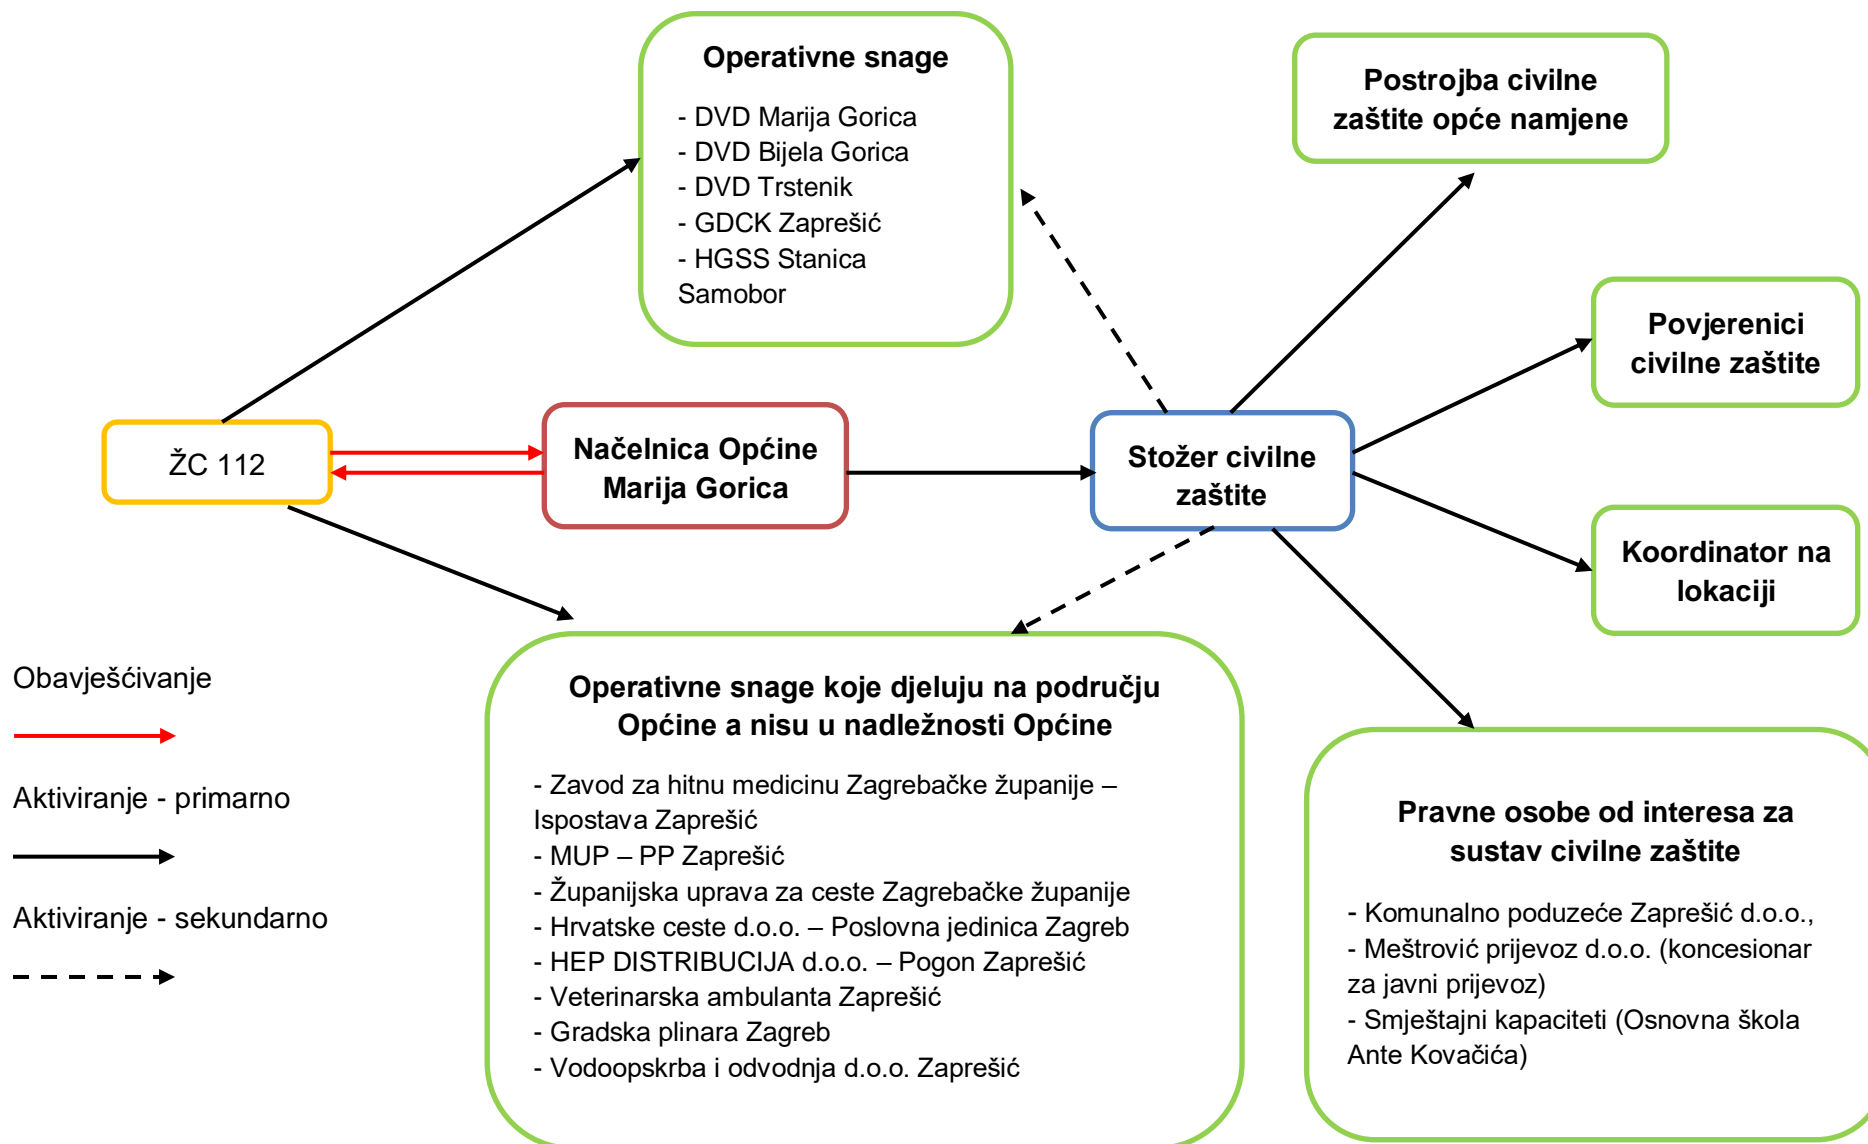 Operativne snage
- DVD Marija Gorica
- DVD Bijela Gorica
- DVD Trstenik
- GDCK Zaprešić
- HGSS Stanica
Samobor
Postrojba civilne
zaštite opće namjene
Povjerenici
civilne zaštite
ŽC 112
Načelnica Općine
Marija Gorica
Stožer civilne
zaštite
Koordinator na
lokaciji
Obavješćivanje
Aktiviranje - primarno
Aktiviranje - sekundarno
Operativne snage koje djeluju na području
Općine a nisu u nadležnosti Općine
- Zavod za hitnu medicinu Zagrebačke županije –
Ispostava Zaprešić
- MUP – PP Zaprešić
- Županijska uprava za ceste Zagrebačke županije
- Hrvatske ceste d.o.o. – Poslovna jedinica Zagreb
- HEP DISTRIBUCIJA d.o.o. – Pogon Zaprešić
- Veterinarska ambulanta Zaprešić
- Gradska plinara Zagreb
- Vodoopskrba i odvodnja d.o.o. Zaprešić
Pravne osobe od interesa za
sustav civilne zaštite
- Komunalno poduzeće Zaprešić d.o.o.,
- Meštrović prijevoz d.o.o. (koncesionar
za javni prijevoz)
- Smještajni kapaciteti (Osnovna škola
Ante Kovačića)